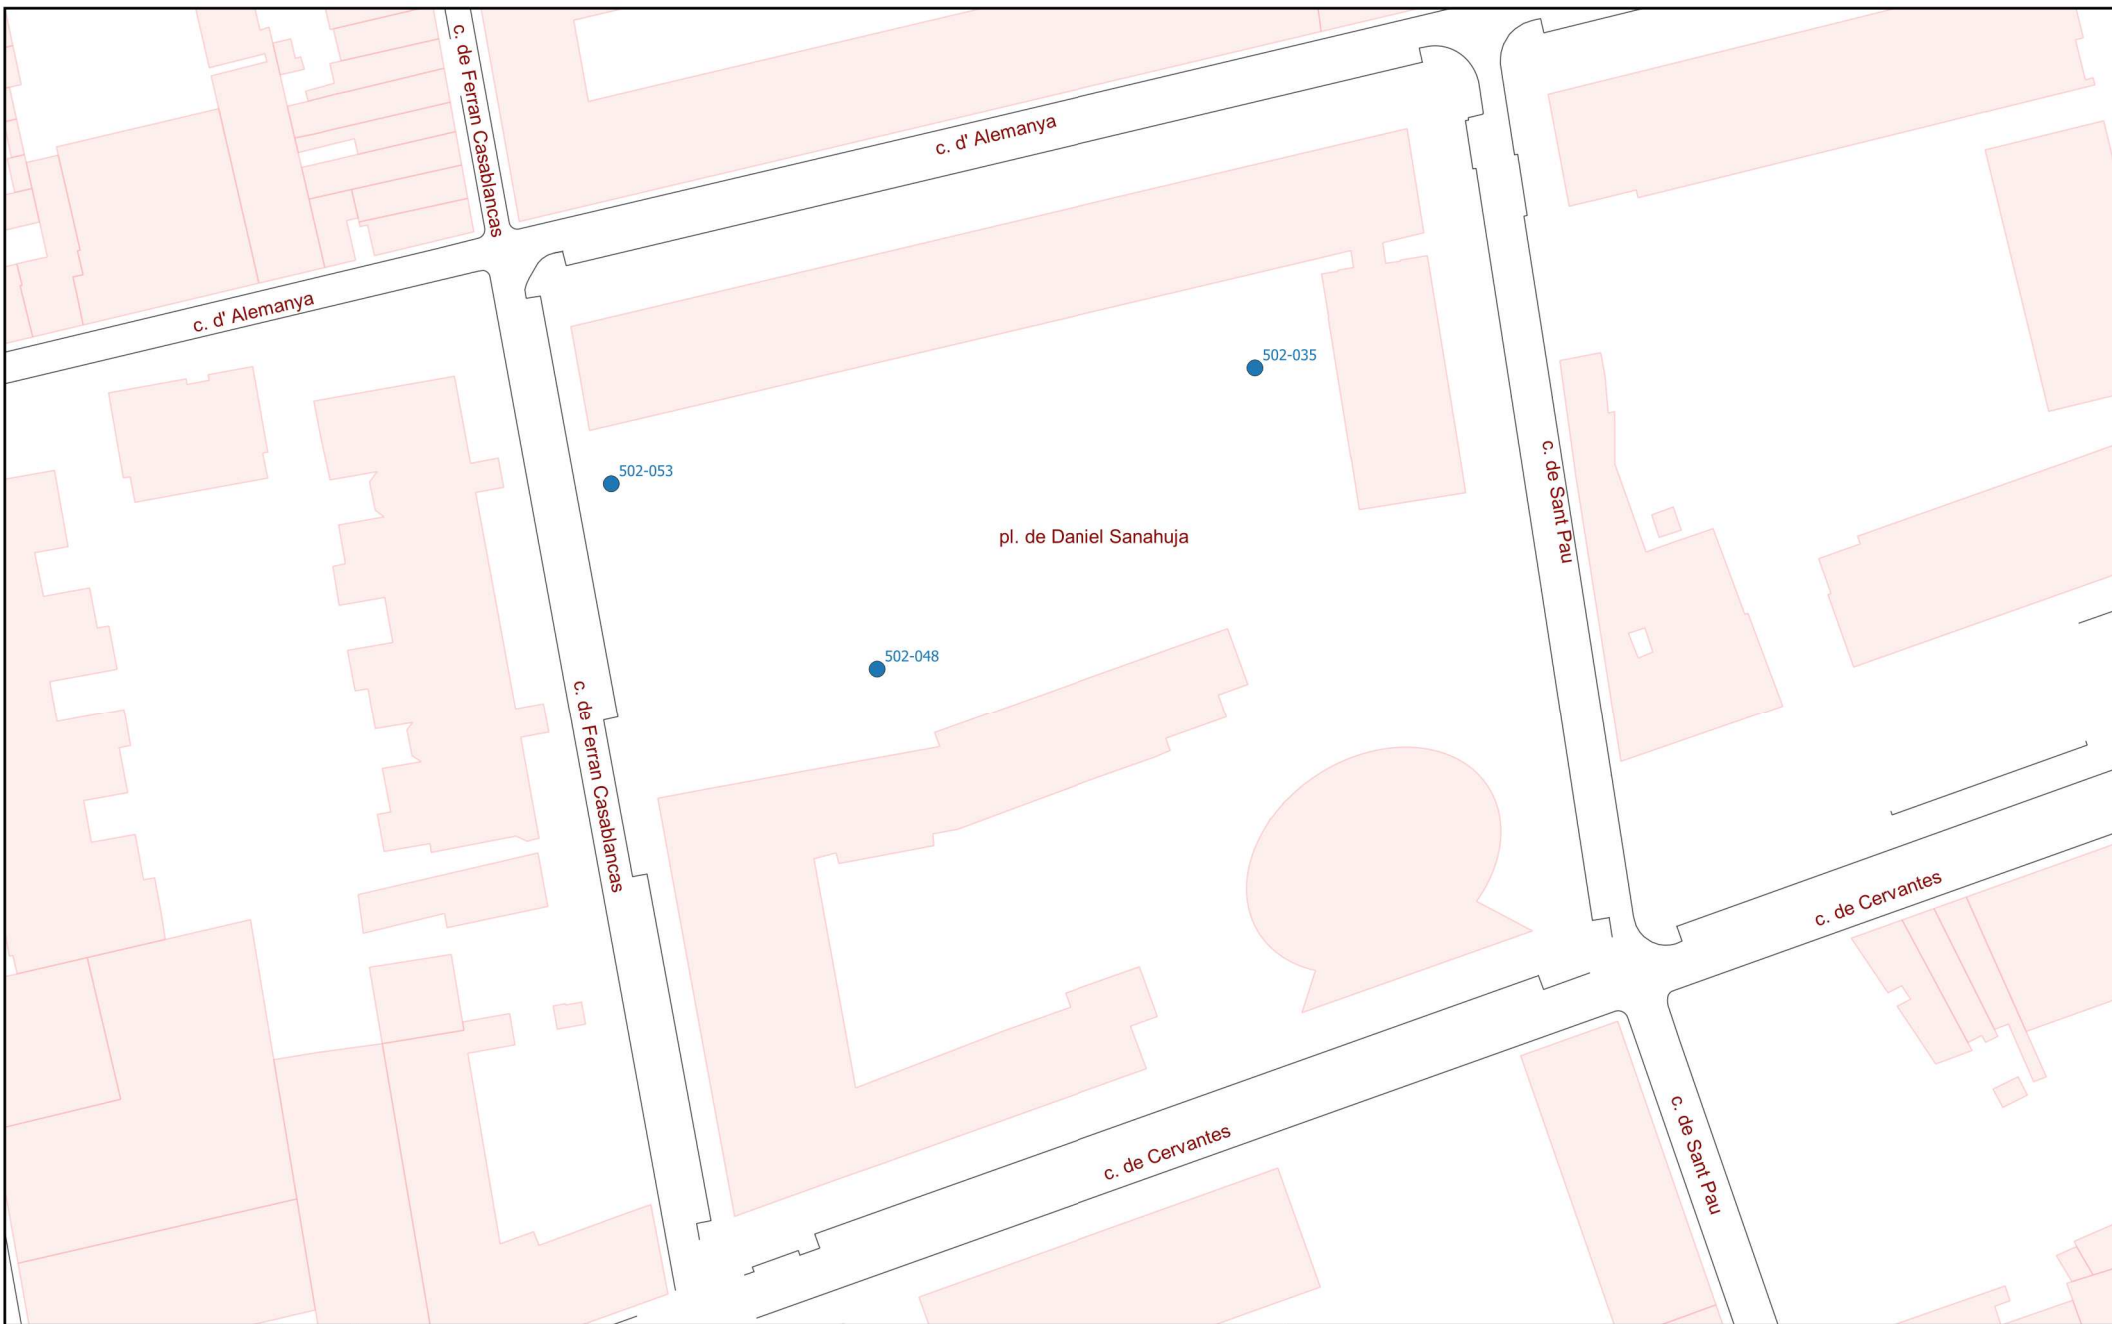 c. de Ferran Casablancas
c. d' Alemanya
c. d' Alemanya
502-035
502-053
c. de Sant Pau
pl. de Daniel Sanahuja
502-048
c. de Ferran Casablancas
c. de Cervantes
c. de Cervantes
c. de Sant Pau